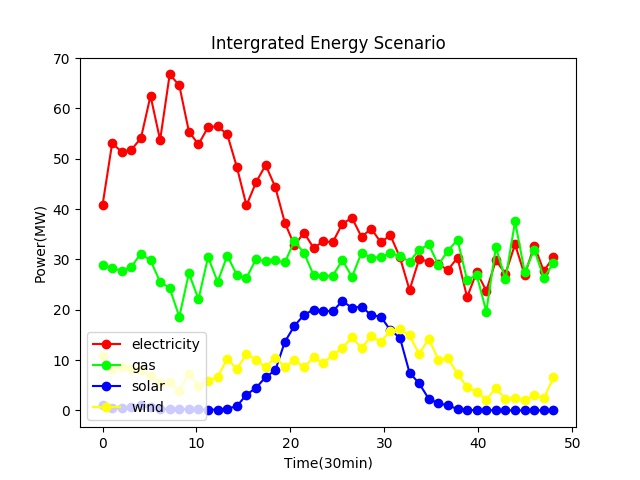 Intergrated Energy Scenario
Power(MW)
70
60
50
40
30
20
10
0
electricity
gas
solar
wind
0 10 20 30 40 50
Time(30min)